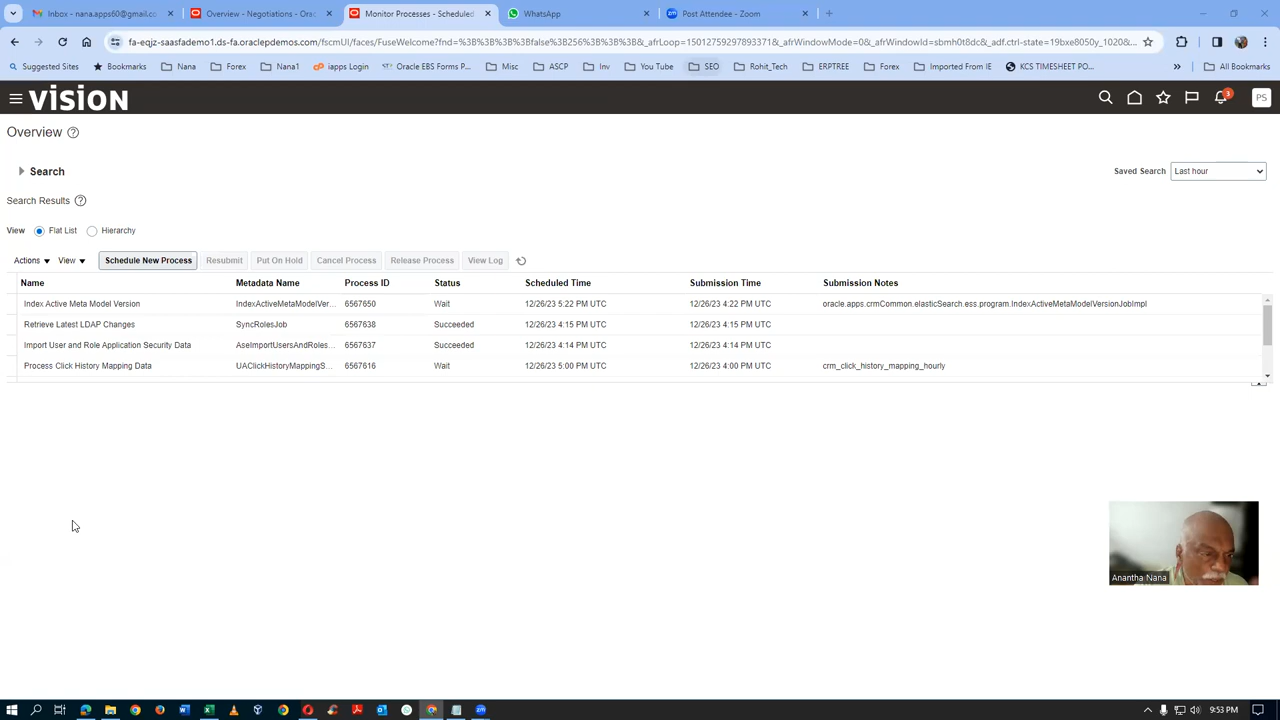 Inbox - nana.apps60@gmail.co
Overview - Negotiations - Orac
Monitor Processes - Scheduled
WhatsApp
Post Attendee - Zoom
fa-eqjz-saasfademo1.ds-fa.oraclepdemos.com/fscmUI/faces/FuseWelcome?fnd=%3B%3B%3B%3Bfalse%3B256%3B%3B%3B&_afrLoop=15012759297893371&_afrWindowMode=0&_afrWindowId=sbmh0t8dc&_adf.ctrl-state=19bxe8050y_1020&_afrFS=16&_afrMT=screen&_afrMFW=1...
Suggested Sites
Bookmarks
Nana
Forex
Nana1
iapps Login
Oracle EBS Forms P...
Misc
ASCP
Inv
You Tube
SEO
Rohit_Tech
ERPTREE
Forex
Imported From IE
KCS TIMESHEET PO...
All Bookmarks
VISION
3
PS
Overview
Search
Saved Search Last hour
Search Results
View Flat List Hierarchy
Actions View Schedule New Process Resubmit Put On Hold Cancel Process Release Process View Log
Name Metadata Name Process ID Status Scheduled Time Submission Time Submission Notes
Index Active Meta Model Version IndexActiveMetaModelVer... 6567650 Wait 12/26/23 5:22 PM UTC 12/26/23 4:22 PM UTC oracle.apps.crmCommon.elasticSearch.ess.program.IndexActiveMetaModelVersionJobImpl
Retrieve Latest LDAP Changes SyncRolesJob 6567638 Succeeded 12/26/23 4:15 PM UTC 12/26/23 4:15 PM UTC
Import User and Role Application Security Data AseImportUsersAndRoles... 6567637 Succeeded 12/26/23 4:14 PM UTC 12/26/23 4:14 PM UTC
Process Click History Mapping Data UAClickHistoryMappingS... 6567616 Wait 12/26/23 5:00 PM UTC 12/26/23 4:00 PM UTC crm_click_history_mapping_hourly
Anantha Nana
9:53 PM